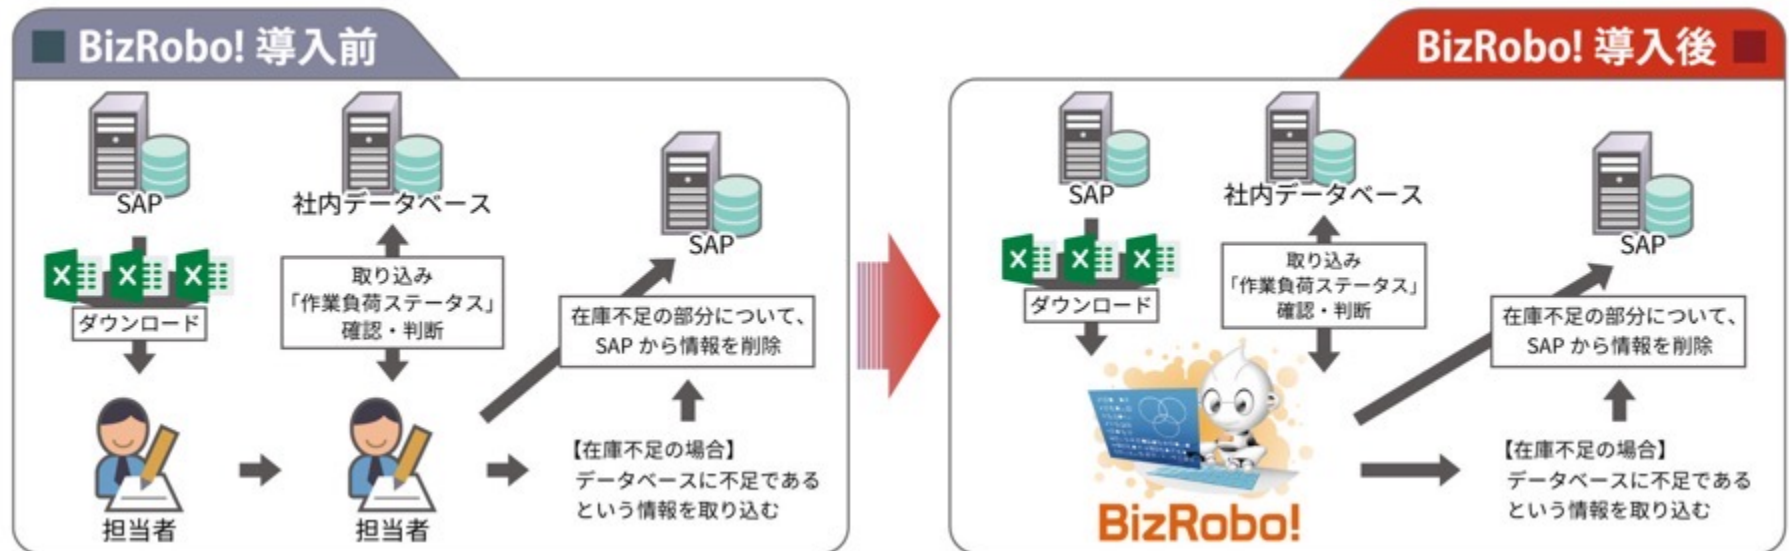 BizRobo! 導入前
SAP
社内データベース
SAP
ダウンロード
取り込み
「作業負荷ステータス」
確認・判断
在庫不足の部分について、
SAP から情報を削除
【在庫不足の場合】
データベースに不足である
という情報を取り込む
担当者
担当者
BizRobo! 導入後
SAP
社内データベース
SAP
ダウンロード
取り込み
「作業負荷ステータス」
確認・判断
在庫不足の部分について、
SAP から情報を削除
【在庫不足の場合】
データベースに不足である
という情報を取り込む
BizRobo!